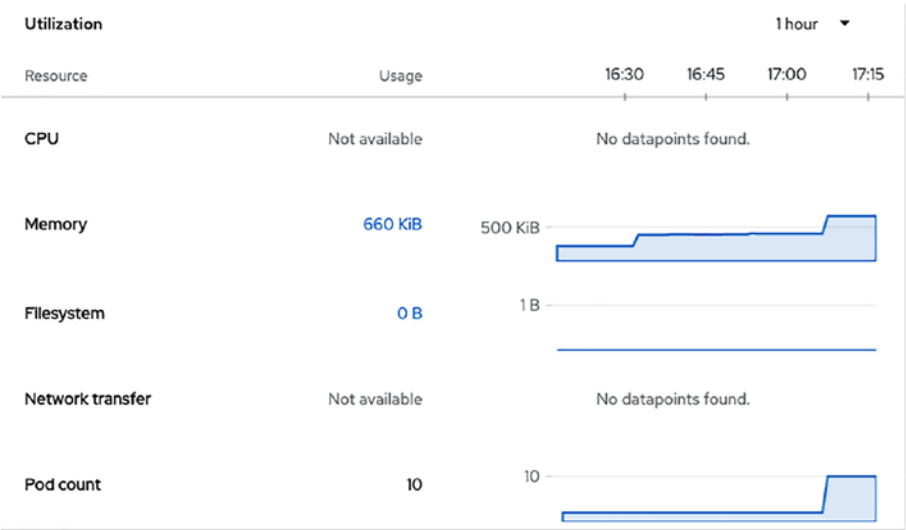 Utilization 1 hour
Resource Usage 16:30 16:45 17:00 17:15
CPU Not available No datapoints found.
Memory 660 KiB 500 KiB
Filesystem 0 B 1 B
Network transfer Not available No datapoints found.
Pod count 10 10